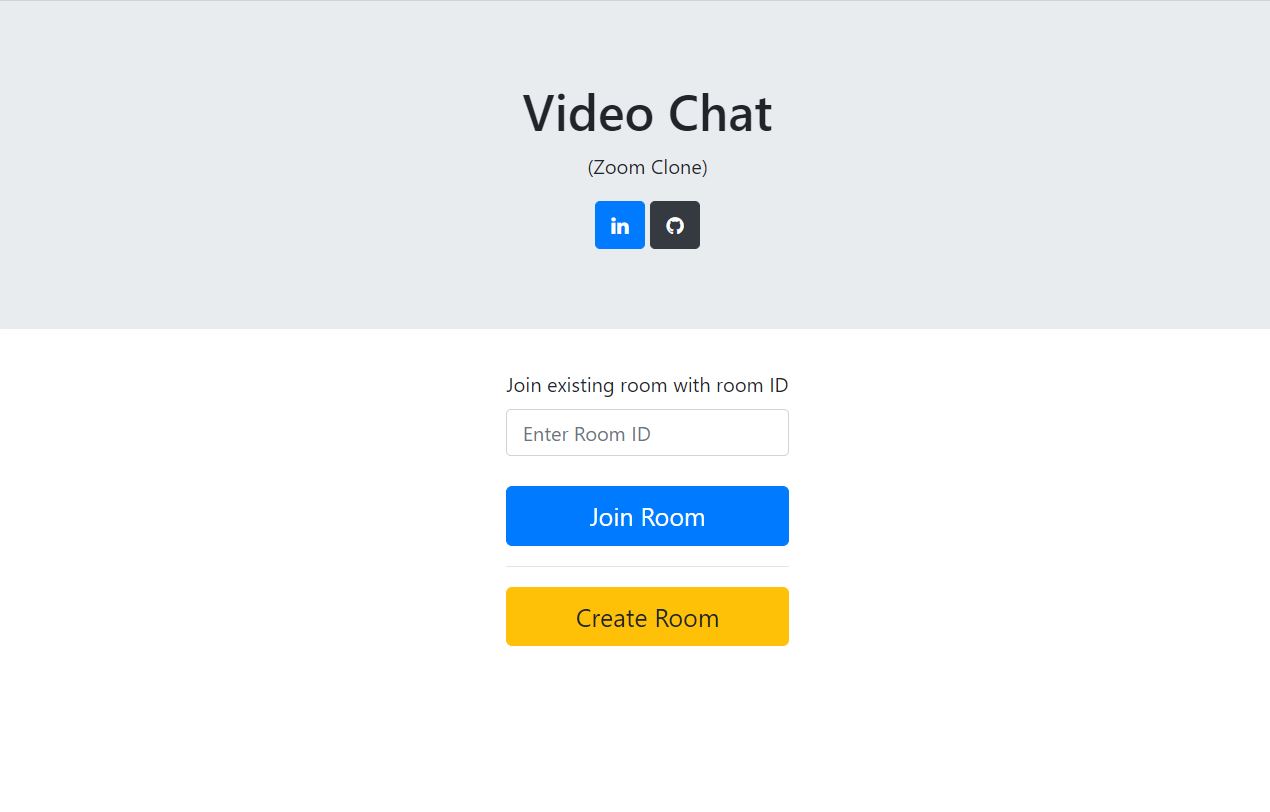 Video Chat
(Zoom Clone)
in
Join existing room with room ID
Enter Room ID
Join Room
Create Room